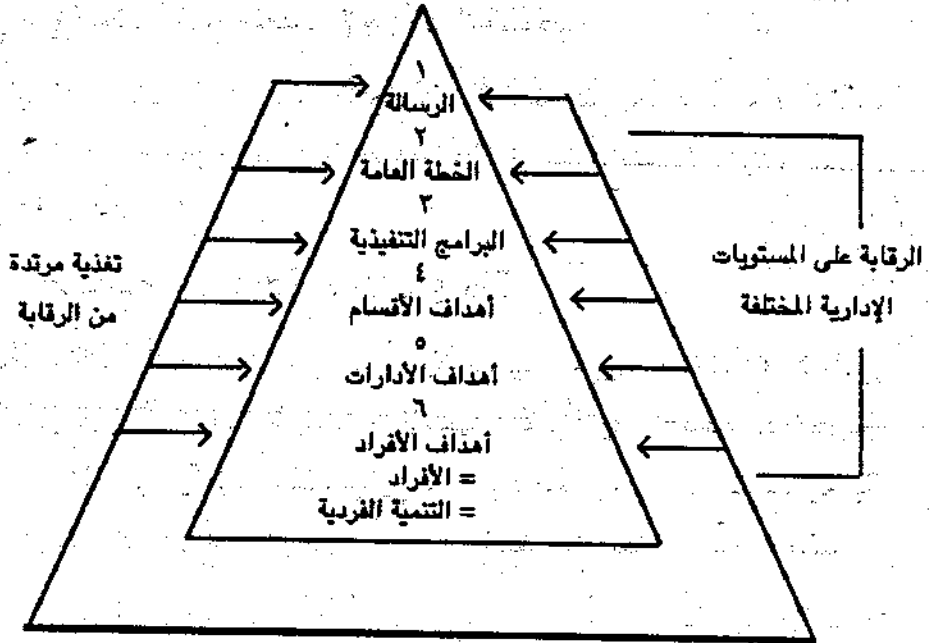 ١
الرسالة
٢
الخطة العامة
٣
البرامج التنفيذية
٤
أهداف الأقسام
٥
أهداف الأدارات
٦
أهداف الأفراد
= الأفراد
= التنمية الفردية
الرقابة على المستويات
الإدارية المختلفة
تغذية مرتدة
من الرقابة